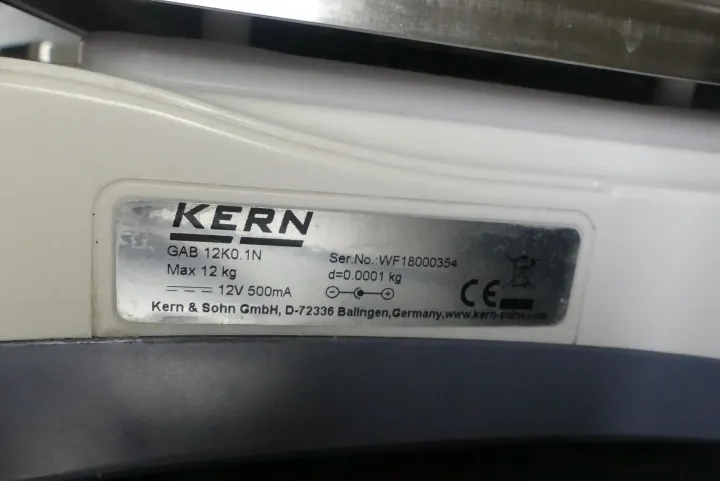 KERN
GAB 12K0.1N
Max 12 kg
12V 500mA
Ser.No.:WF18000354
d=0.0001 kg
CE
Kern & Sohn GmbH, D-72336 Balingen,Germany,www.kern-sohn.com